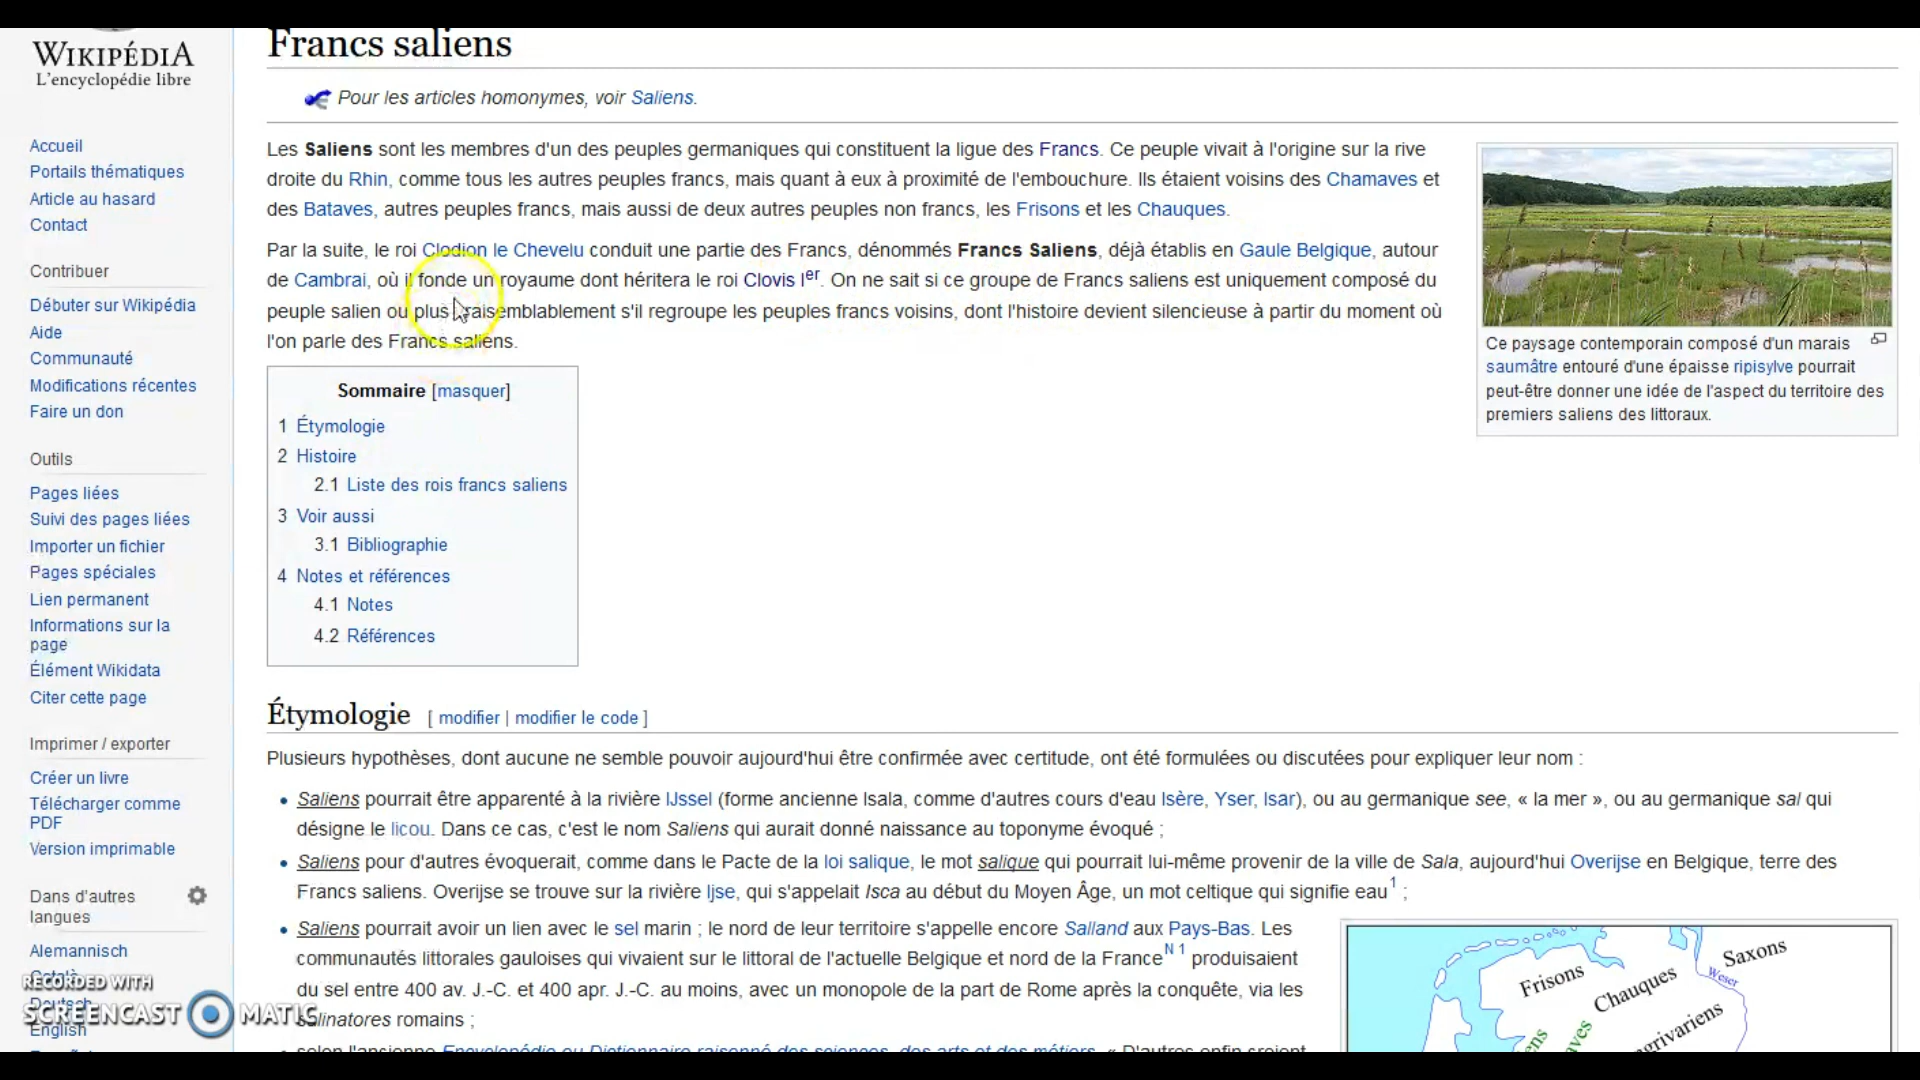 WIKIPÉDIA
L'encyclopédie libre
Accueil
Portails thématiques
Article au hasard
Contact
Contribuer
Débuter sur Wikipédia
Aide
Communauté
Modifications récentes
Faire un don
Outils
Pages liées
Suivi des pages liées
Importer un fichier
Pages spéciales
Lien permanent
Informations sur la
page
Élément Wikidata
Citer cette page
Imprimer / exporter
Créer un livre
Télécharger comme
PDF
Version imprimable
Dans d'autres
langues
Alemannisch
Català
Deutsch
English
RECORDED WITH
SCREENCAST MATIC
Francs saliens
Pour les articles homonymes, voir Saliens.
Les Saliens sont les membres d'un des peuples germaniques qui constituent la ligue des Francs. Ce peuple vivait à l'origine sur la rive
droite du Rhin, comme tous les autres peuples francs, mais quant à eux à proximité de l'embouchure. Ils étaient voisins des Chamaves et
des Bataves, autres peuples francs, mais aussi de deux autres peuples non francs, les Frisons et les Chauques.
Par la suite, le roi Clodion le Chevelu conduit une partie des Francs, dénommés Francs Saliens, déjà établis en Gaule Belgique, autour
de Cambrai, où il fonde un royaume dont héritera le roi Clovis Ier. On ne sait si ce groupe de Francs saliens est uniquement composé du
peuple salien ou plus vraisemblablement s'il regroupe les peuples francs voisins, dont l'histoire devient silencieuse à partir du moment où
l'on parle des Francs saliens.
Ce paysage contemporain composé d'un marais
saumâtre entouré d'une épaisse ripisylve pourrait
peut-être donner une idée de l'aspect du territoire des
premiers saliens des littoraux.
Sommaire [masquer]
1 Étymologie
2 Histoire
2.1 Liste des rois francs saliens
3 Voir aussi
3.1 Bibliographie
4 Notes et références
4.1 Notes
4.2 Références
Étymologie [ modifier | modifier le code ]
Plusieurs hypothèses, dont aucune ne semble pouvoir aujourd'hui être confirmée avec certitude, ont été formulées ou discutées pour expliquer leur nom :
• Saliens pourrait être apparenté à la rivière IJssel (forme ancienne Isala, comme d'autres cours d'eau Isère, Yser, Isar), ou au germanique see, « la mer », ou au germanique sal qui
désigne le licou. Dans ce cas, c'est le nom Saliens qui aurait donné naissance au toponyme évoqué ;
• Saliens pour d'autres évoquerait, comme dans le Pacte de la loi salique, le mot salique qui pourrait lui-même provenir de la ville de Sala, aujourd'hui Overijse en Belgique, terre des
Francs saliens. Overijse se trouve sur la rivière Ijse, qui s'appelait Isca au début du Moyen Âge, un mot celtique qui signifie eau1 ;
• Saliens pourrait avoir un lien avec le sel marin ; le nord de leur territoire s'appelle encore Salland aux Pays-Bas. Les
communautés littorales gauloises qui vivaient sur le littoral de l'actuelle Belgique et nord de la FranceN 1 produisaient
du sel entre 400 av. J.-C. et 400 apr. J.-C. au moins, avec un monopole de la part de Rome après la conquête, via les
salinatores romains ;
• selon l'ancienne Encyclopédie ou Dictionnaire raisonné des sciences, des arts et des métiers, « D'autres enfin croient
Frisons
Chauques
Saxons
Weser